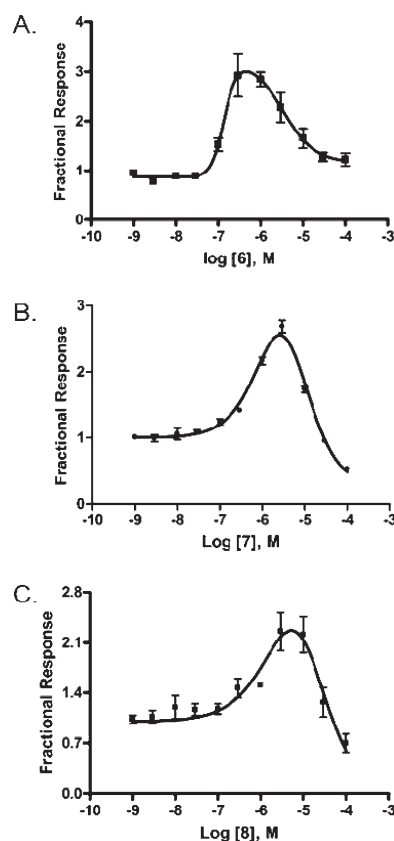 A.
Fractional Response
4
3
2
1
0
-10 -9 -8 -7 -6 -5 -4 -3
log [6], M
B.
Fractional Response
3
2
1
0
-10 -9 -8 -7 -6 -5 -4 -3
Log [7], M
C.
Fractional Response
2.8
2.1
1.4
0.7
0.0
-10 -9 -8 -7 -6 -5 -4 -3
Log [8], M